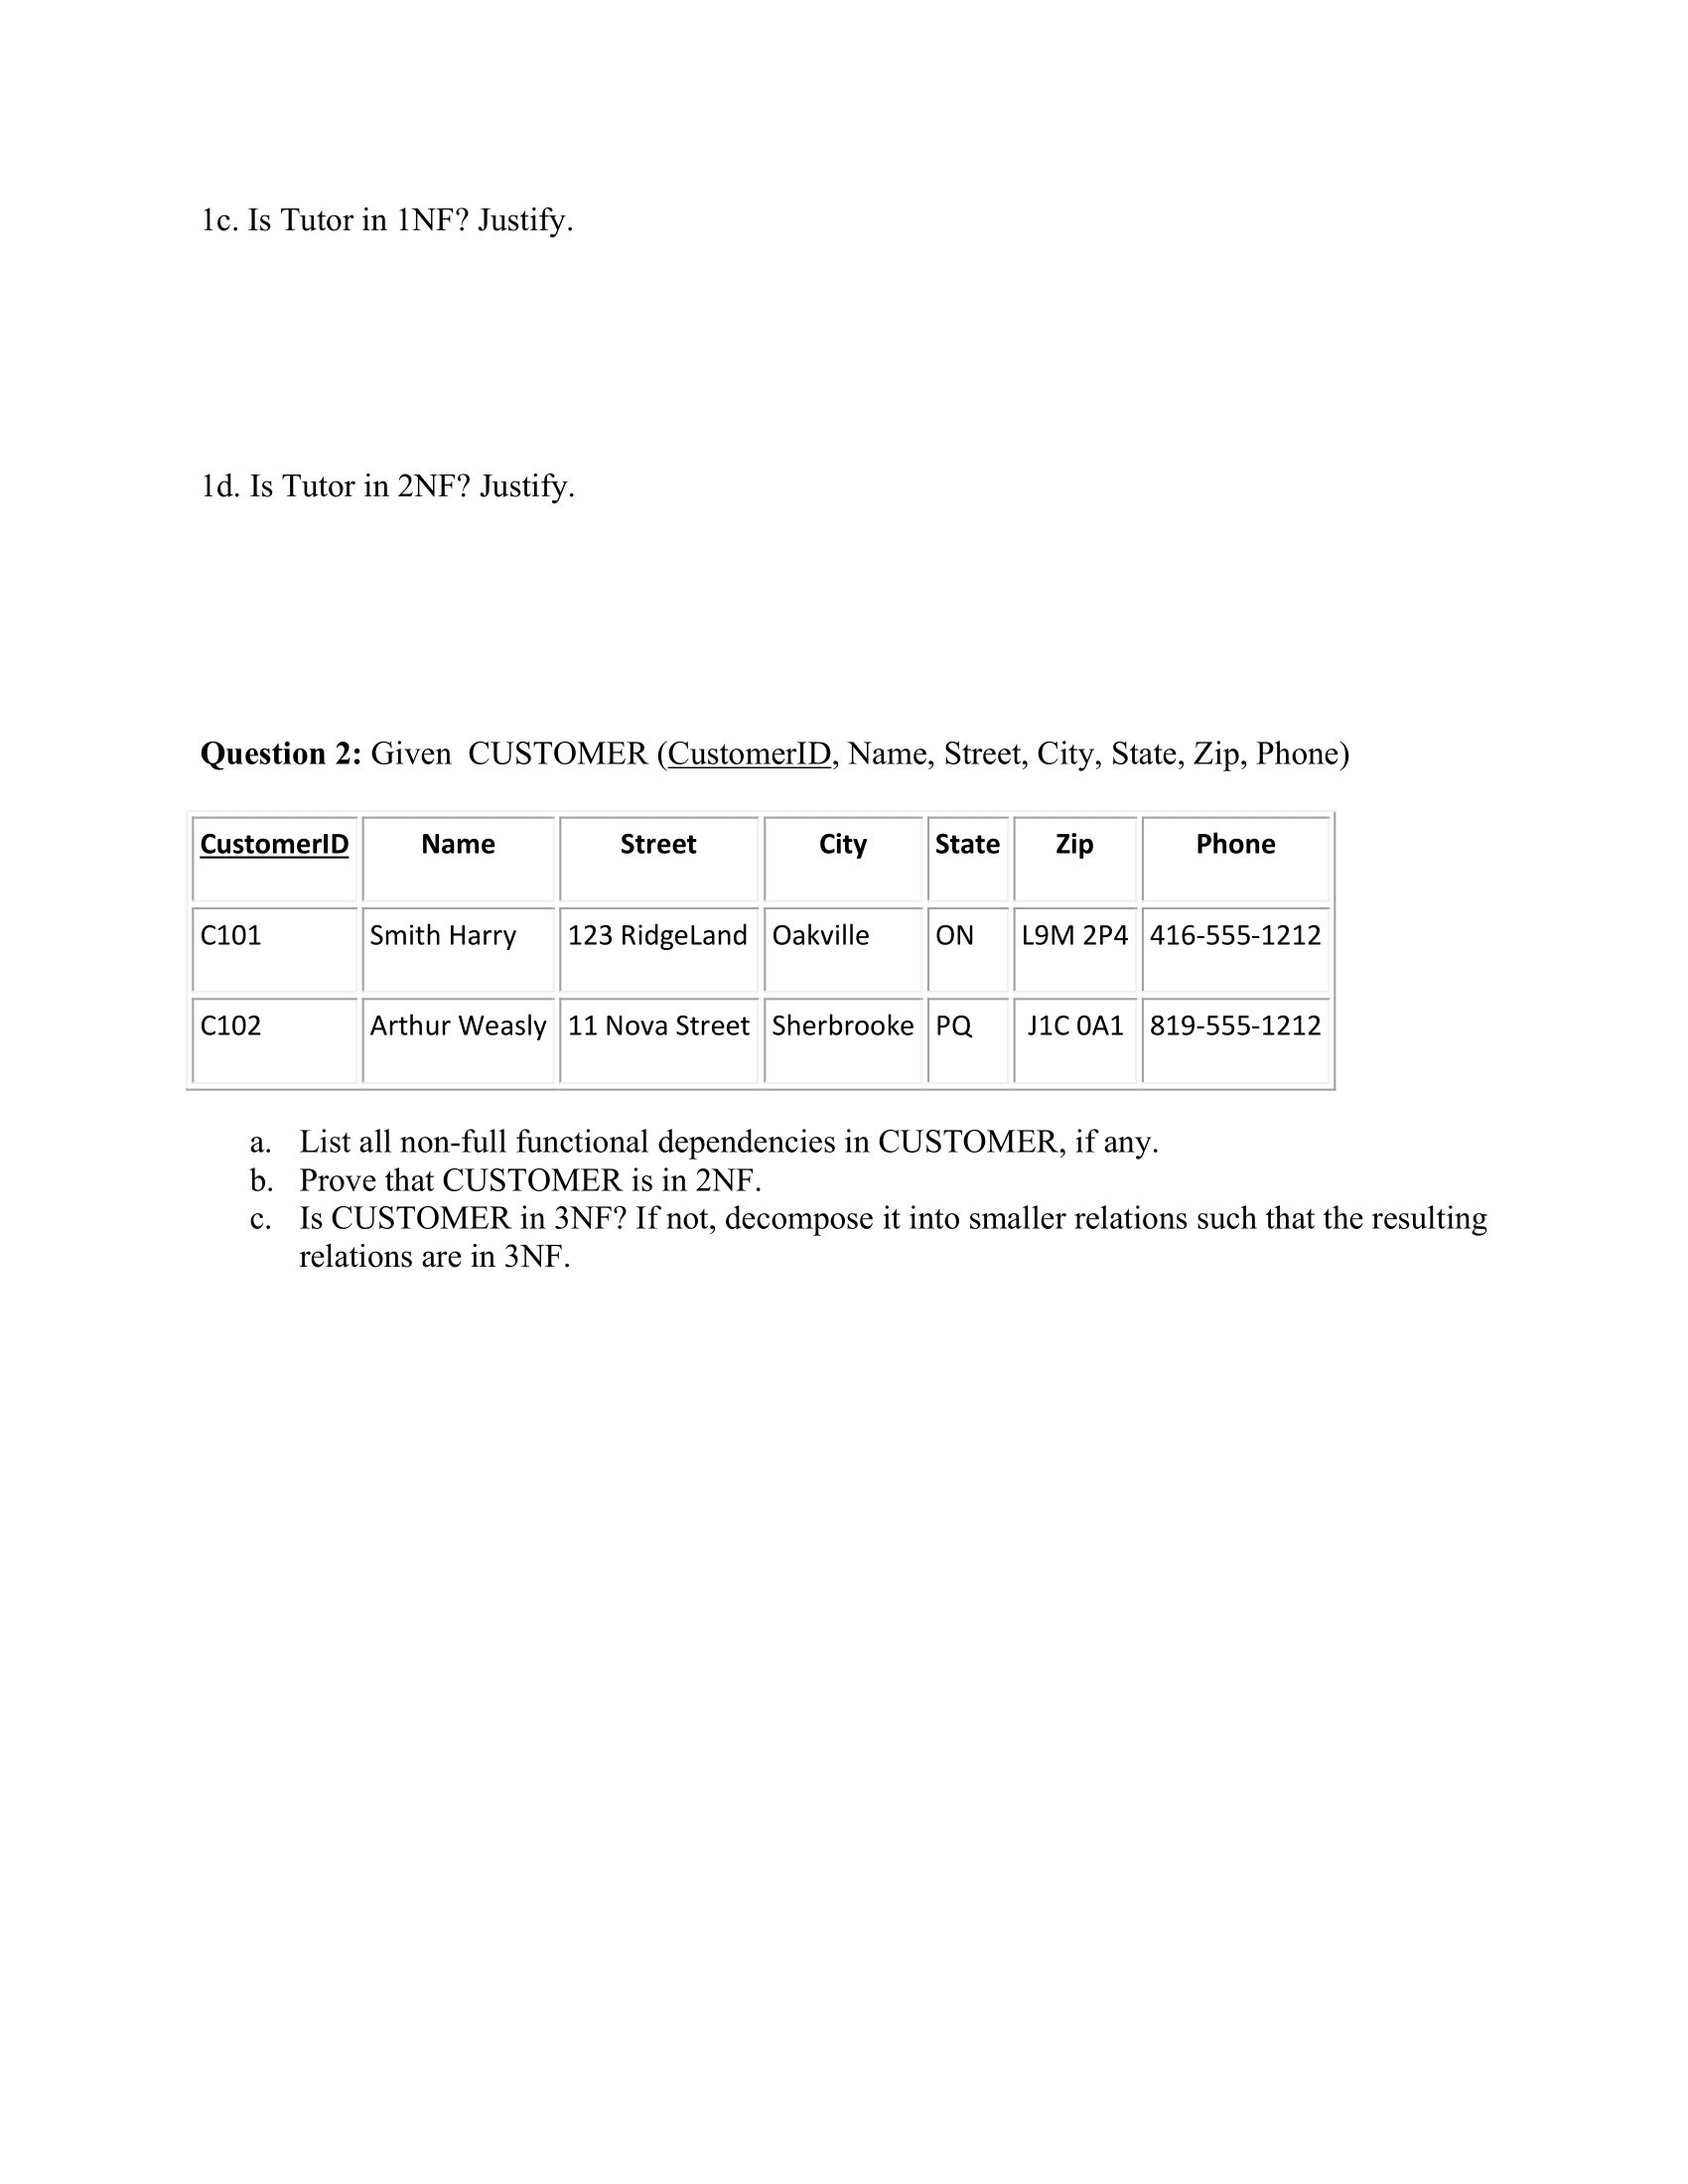 1c. Is Tutor in 1NF? Justify.
1d. Is Tutor in 2NF? Justify.
Question 2: Given  CUSTOMER (CustomerID, Name, Street, City, State, Zip, Phone)
CustomerID Name Street City State Zip Phone
C101 Smith Harry 123 RidgeLand Oakville ON L9M 2P4 416-555-1212
C102 Arthur Weasly 11 Nova Street Sherbrooke PQ J1C 0A1 819-555-1212
a. List all non-full functional dependencies in CUSTOMER, if any.
b. Prove that CUSTOMER is in 2NF.
c. Is CUSTOMER in 3NF? If not, decompose it into smaller relations such that the resulting
relations are in 3NF.